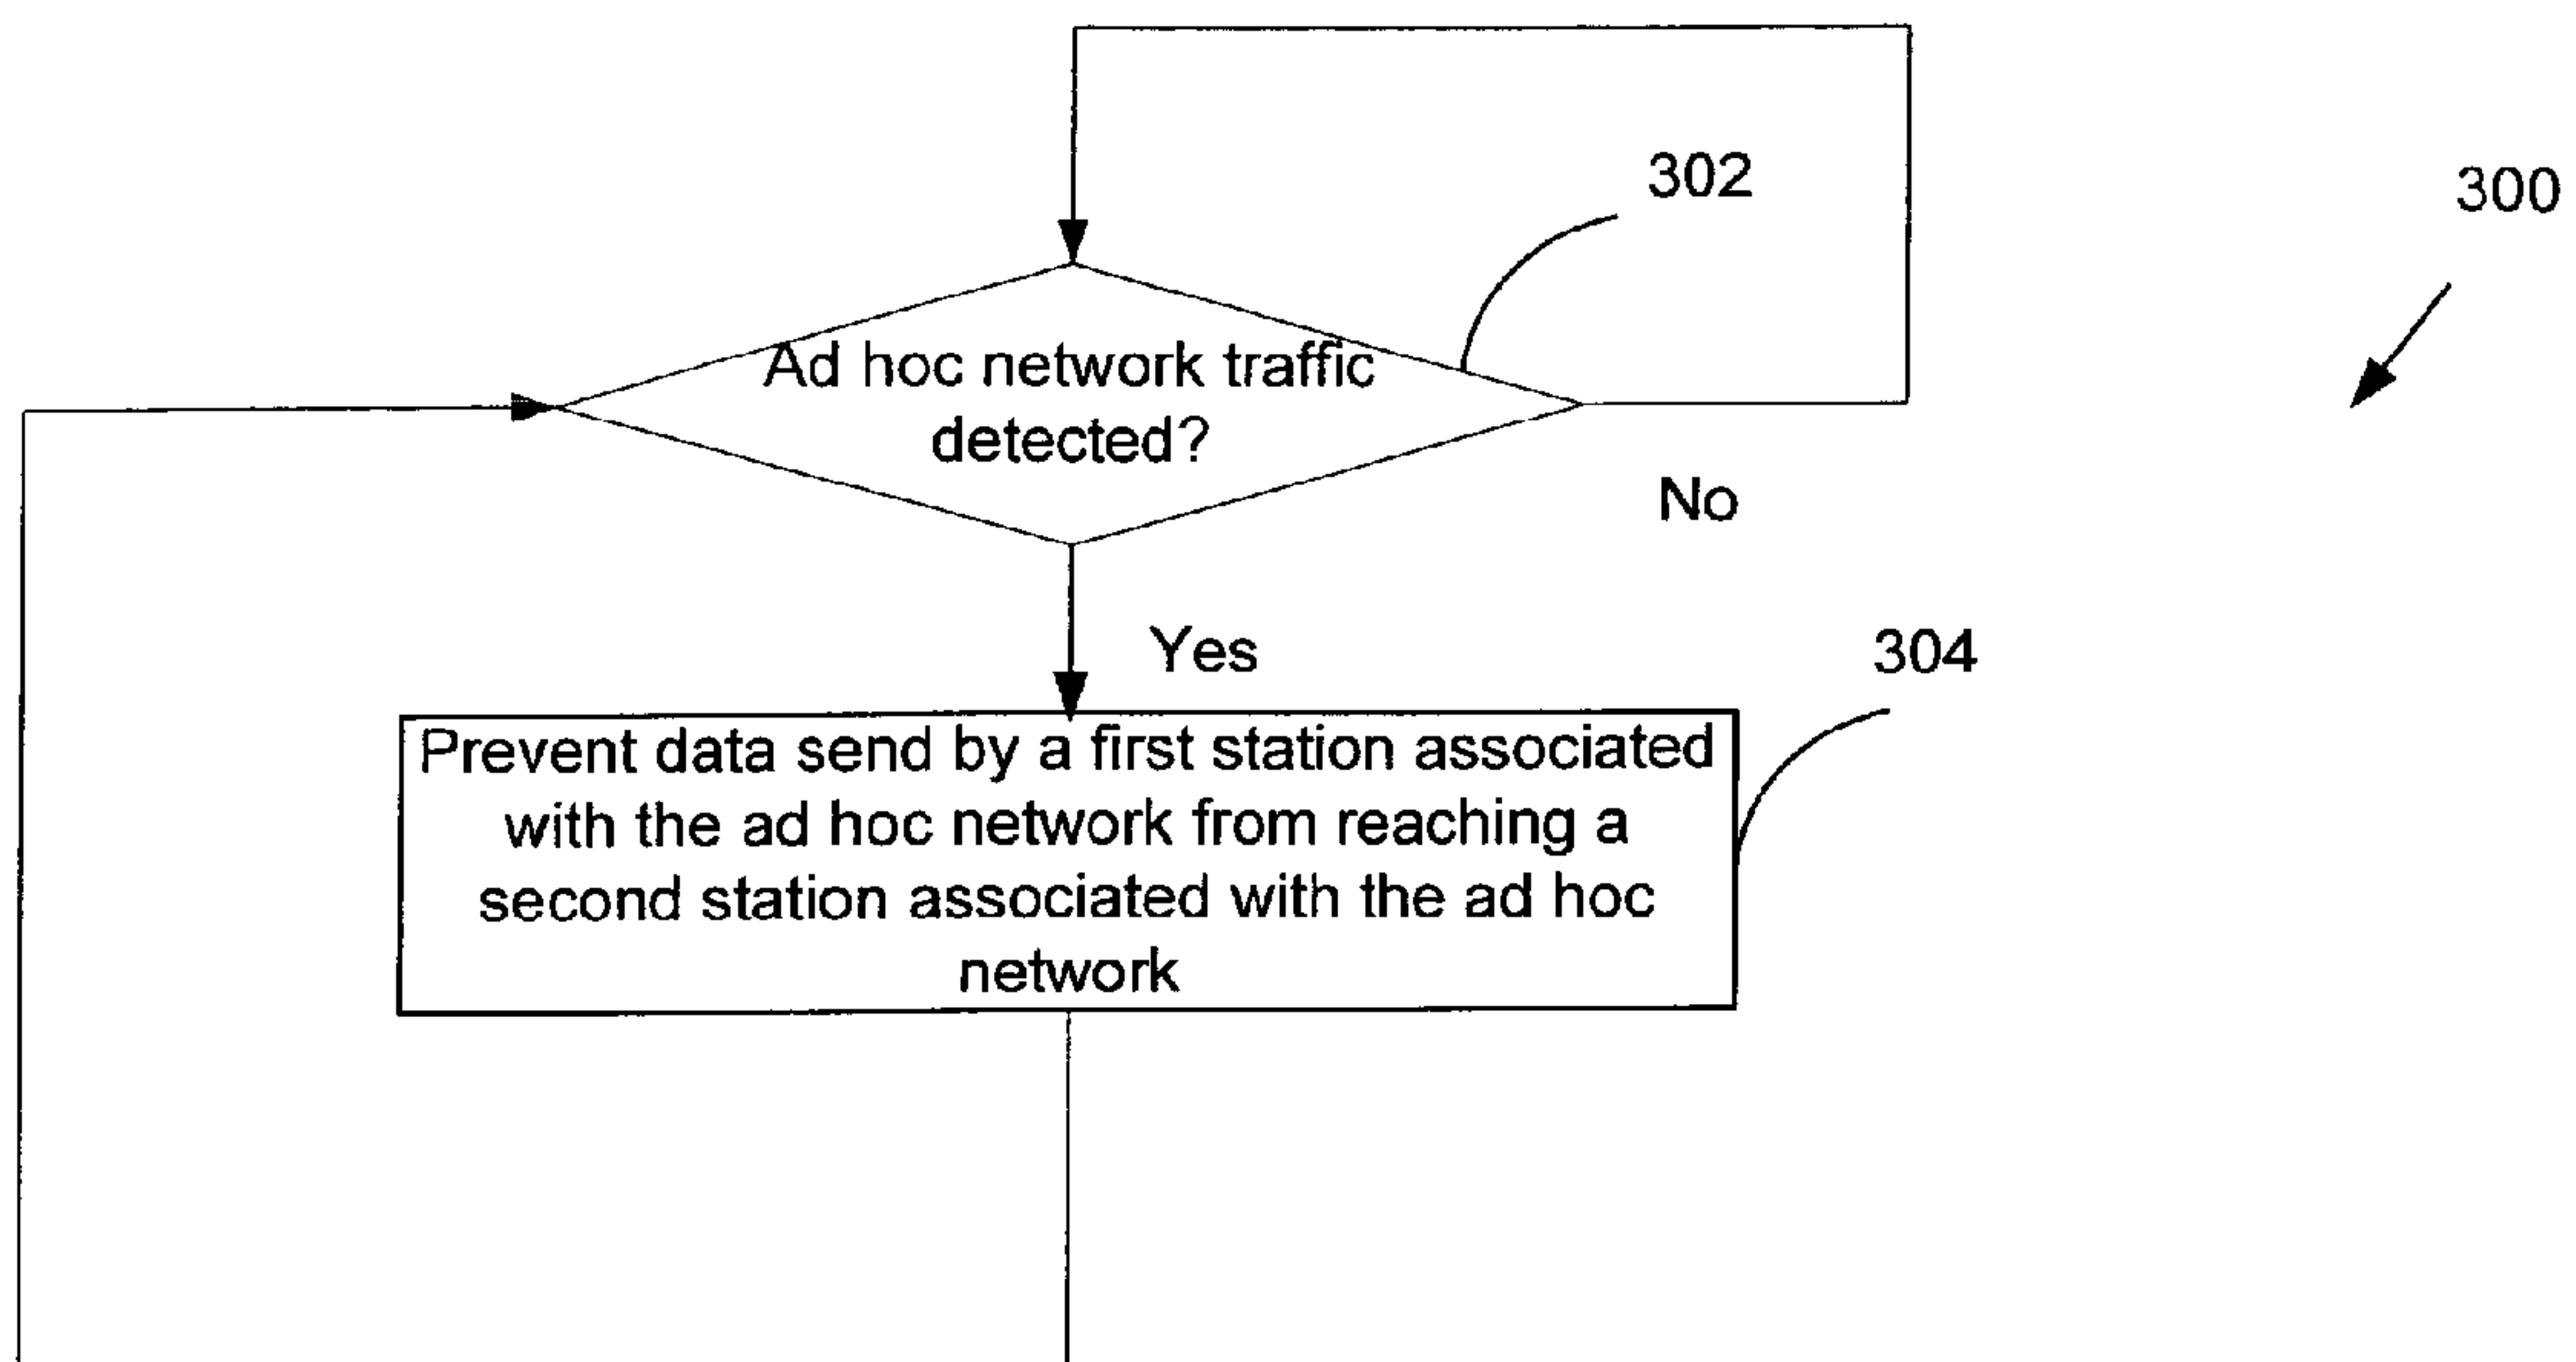 302
300
Ad hoc network traffic
detected?
No
Yes
304
Prevent data send by a first station associated
with the ad hoc network from reaching a
second station associated with the ad hoc
network